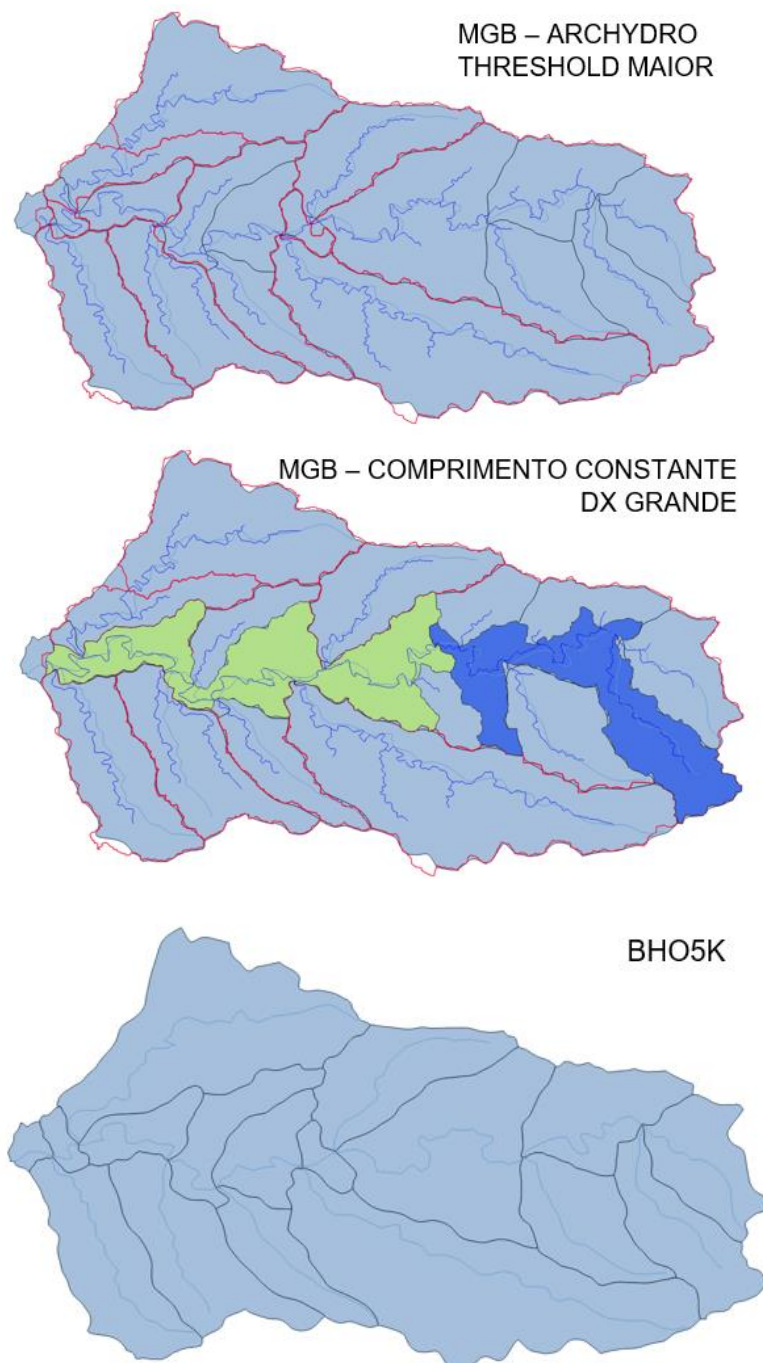 MGB – ARCHYDRO
THRESHOLD MAIOR
MGB – COMPRIMENTO CONSTANTE
DX GRANDE
BHO5K